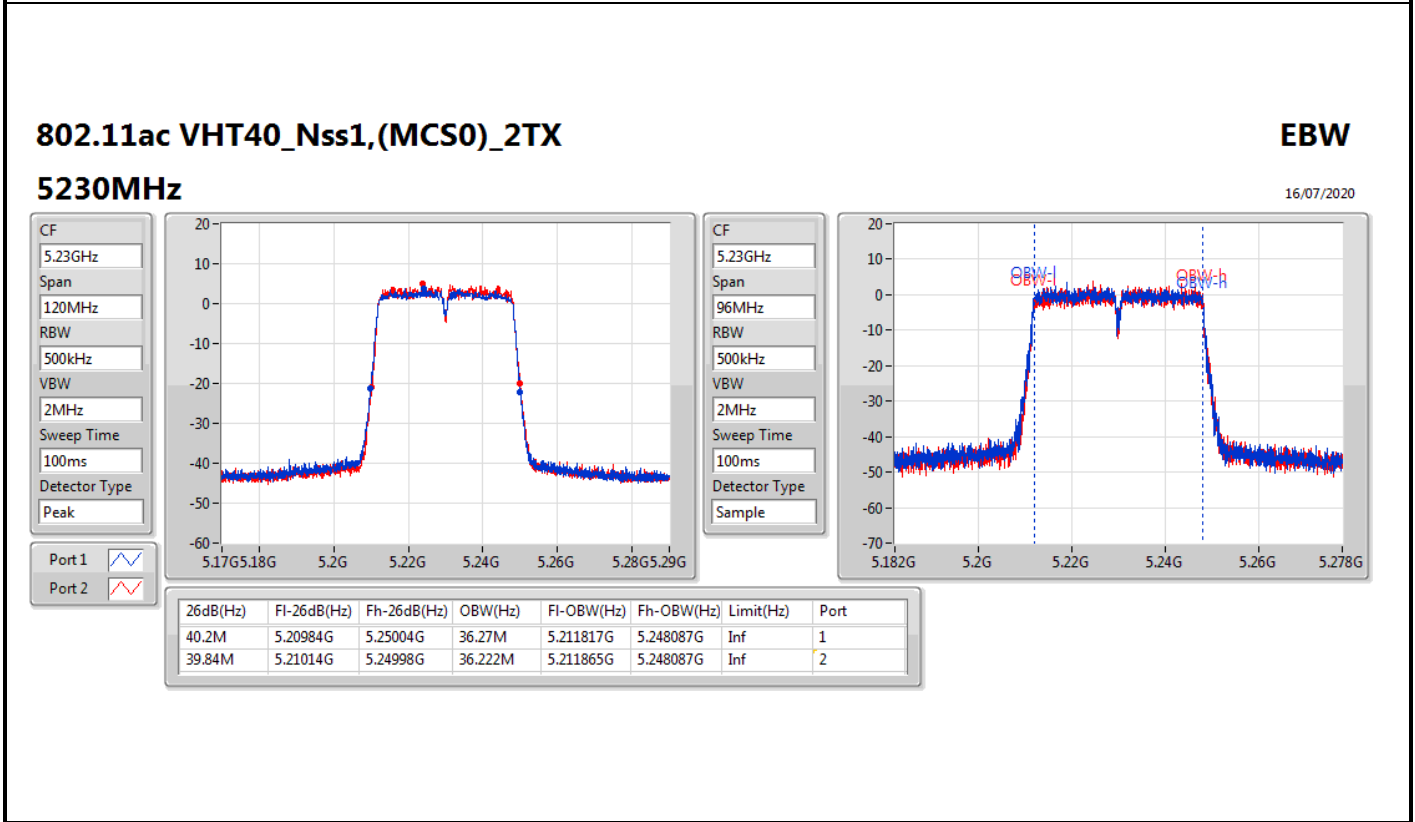 802.11ac VHT40_Nss1,(MCS0)_2TX EBW
5230MHz 16/07/2020
CF
5.23GHz
Span
120MHz
RBW
500kHz
VBW
2MHz
Sweep Time
100ms
Detector Type
Peak
Port 1
Port 2
20
10
0
-10
-20
-30
-40
-50
-60
5.17G 5.18G 5.2G 5.22G 5.24G 5.26G 5.28G 5.29G
CF
5.23GHz
Span
96MHz
RBW
500kHz
VBW
2MHz
Sweep Time
100ms
Detector Type
Sample
20
10
0
-10
-20
-30
-40
-50
-60
-70
OBW-l OBW-h
OBW-l OBW-h
5.182G 5.2G 5.22G 5.24G 5.26G 5.278G
26dB(Hz) Fl-26dB(Hz) Fh-26dB(Hz) OBW(Hz) Fl-OBW(Hz) Fh-OBW(Hz) Limit(Hz) Port
40.2M 5.20984G 5.25004G 36.27M 5.211817G 5.248087G Inf 1
39.84M 5.21014G 5.24998G 36.222M 5.211865G 5.248087G Inf 2